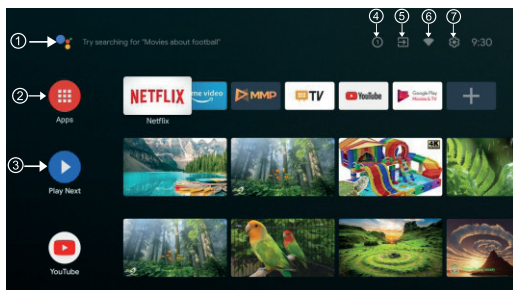 ④ ⑤ ⑥ ⑦
① Try searching for "Movies about football" 9:30
②
NETFLIX me video MMP TV YouTube Google Play Movies & TV
Apps Netflix
③
4K
Play Next
YouTube